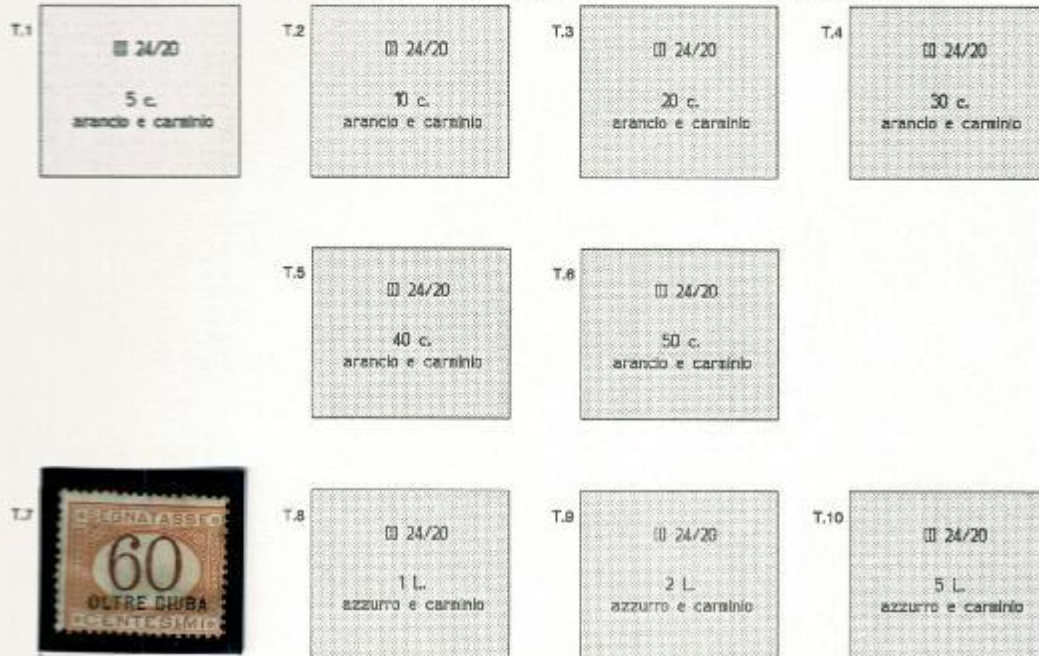 T.1
24/20
5 c.
arancio e carminio
T.2
24/20
10 c.
arancio e carminio
T.3
24/20
20 c.
arancio e carminio
T.4
24/20
30 c.
arancio e carminio
T.5
24/20
40 c.
arancio e carminio
T.6
24/20
50 c.
arancio e carminio
T.7
SEGNATASSE
60
OLTRE GIUBA
CENTESIMI
T.8
24/20
1 L.
azzurro e carminio
T.9
24/20
2 L.
azzurro e carminio
T.10
24/20
5 L.
azzurro e carminio